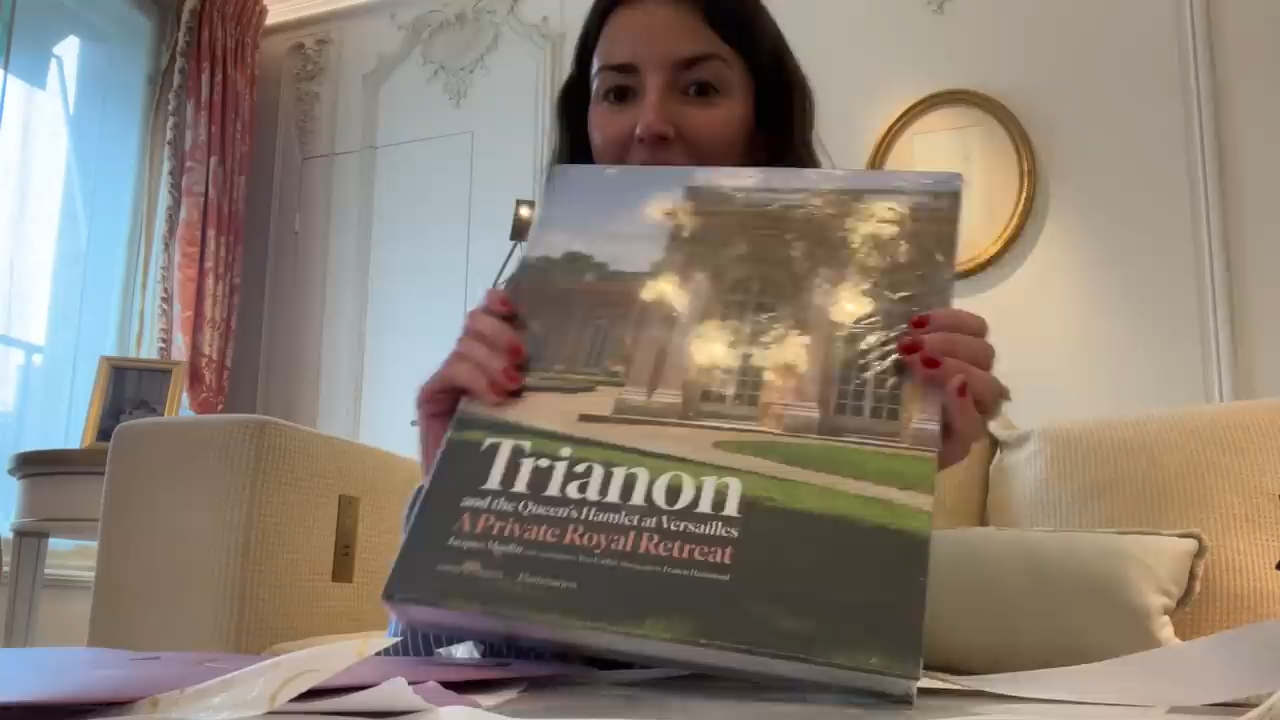 Trianon
and the Queen's Hamlet at Versailles
A Private Royal Retreat
Jacques Moulin
Flammarion